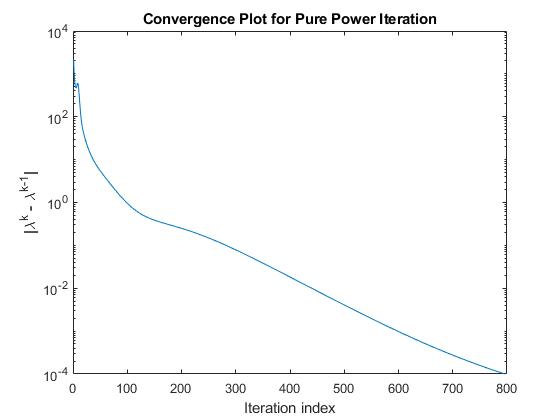 Convergence Plot for Pure Power Iteration
10^4
10^2
10^0
10^-2
10^-4
|λ^k - λ^k-1|
0 100 200 300 400 500 600 700 800
Iteration index